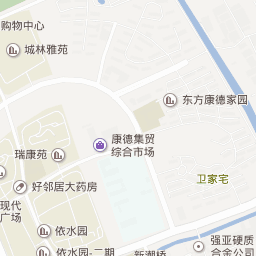 购物中心
城林雅苑
东方康德家园
康德集贸
综合市场
瑞康苑
卫家宅
好邻居大药房
现代
广场
依水园
强亚硬质
合金公司
依水园-二期
新潮桥